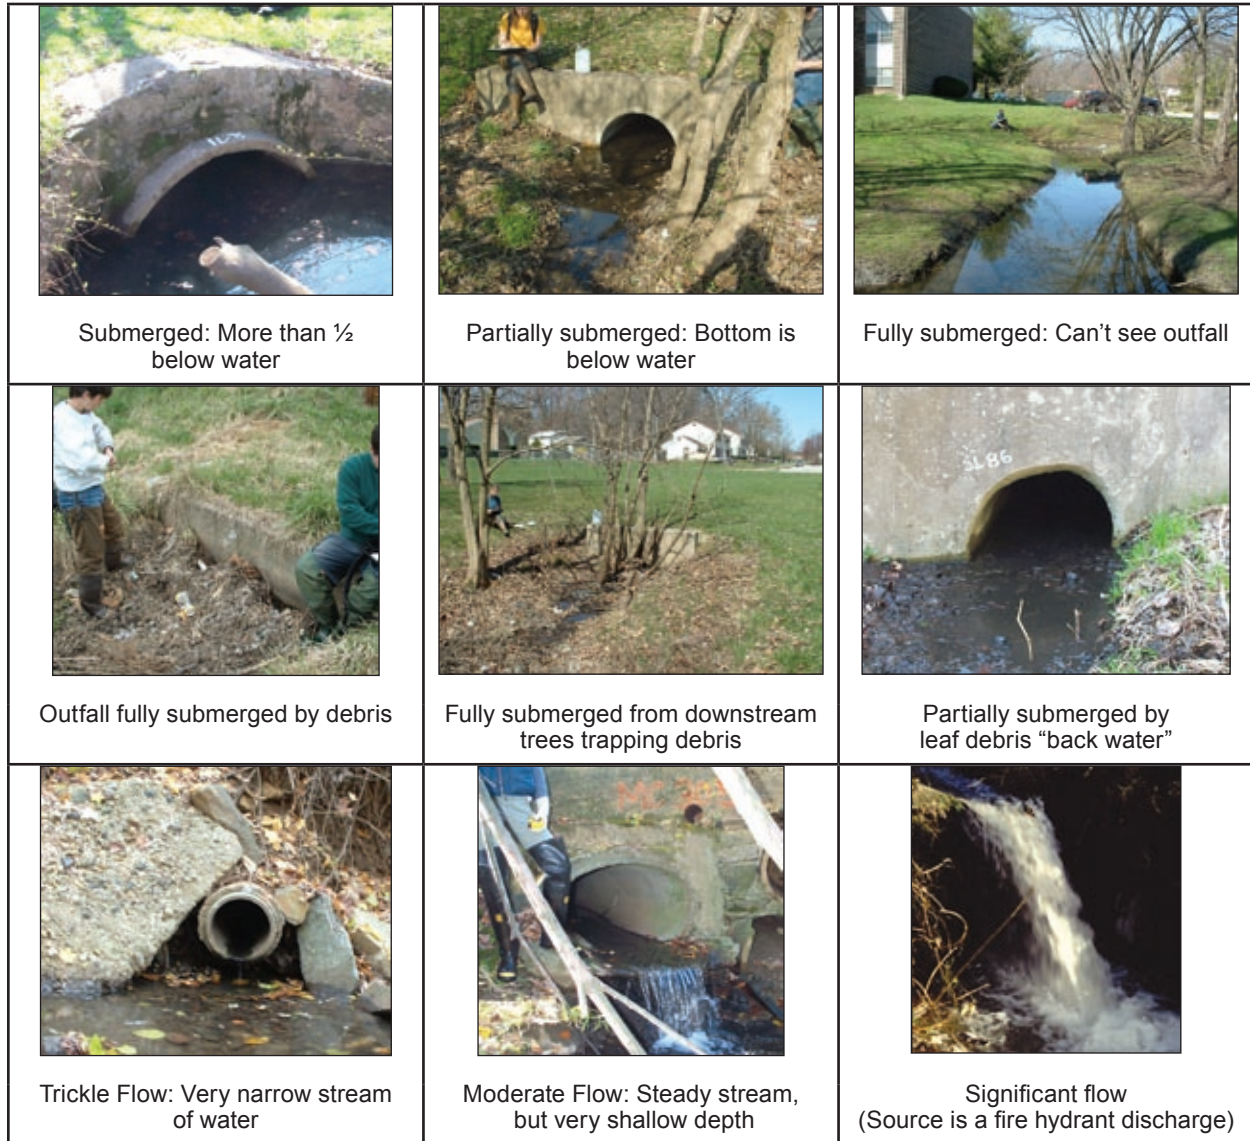 Submerged: More than ½
below water
Partially submerged: Bottom is
below water
Fully submerged: Can’t see outfall
SL86
Outfall fully submerged by debris
Fully submerged from downstream
trees trapping debris
Partially submerged by
leaf debris “back water”
Trickle Flow: Very narrow stream
of water
Moderate Flow: Steady stream,
but very shallow depth
Significant flow
(Source is a fire hydrant discharge)